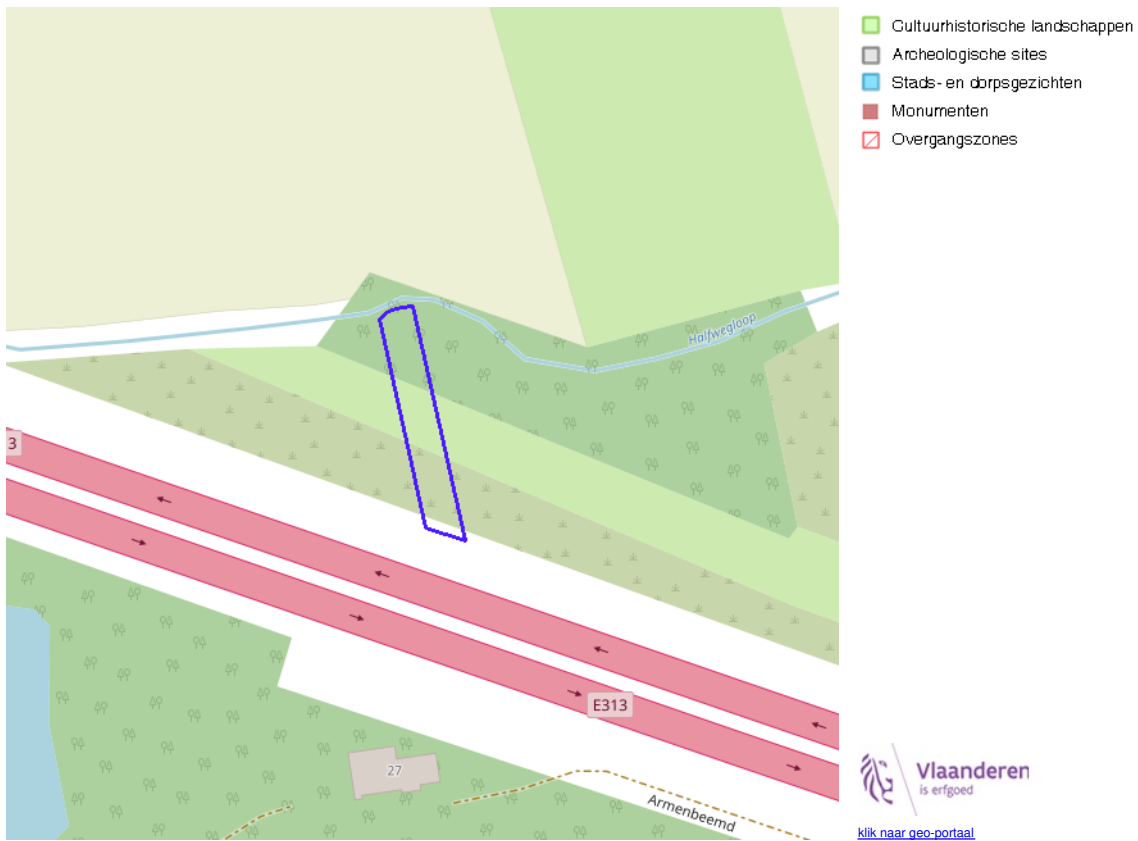 Cultuurhistorische landschappen
Archeologische sites
Stads- en dorpsgezichten
Monumenten
Overgangszones
Halfwegloop
3
E313
27
Armenbeemd
Vlaanderen
is erfgoed
klik naar geo-portaal